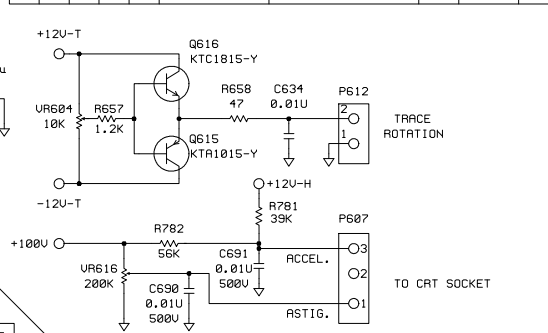 +12V-T
Q616
KTC1815-Y
u
R658
47
C634
0.01U
P612
VR604
10K
R657
1.2K
2
1
TRACE
ROTATION
Q615
KTA1015-Y
-12V-T
+12V-H
R781
39K
P607
+100V
R782
56K
C691
0.01U
500V
ACCEL.
3
VR616
200K
2
TO CRT SOCKET
C690
0.01U
500V
ASTIG.
1